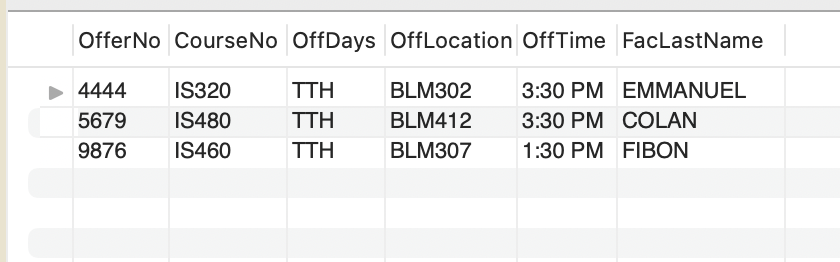 OfferNo CourseNo OffDays OffLocation OffTime FacLastName
4444 IS320 TTH BLM302 3:30 PM EMMANUEL
5679 IS480 TTH BLM412 3:30 PM COLAN
9876 IS460 TTH BLM307 1:30 PM FIBON